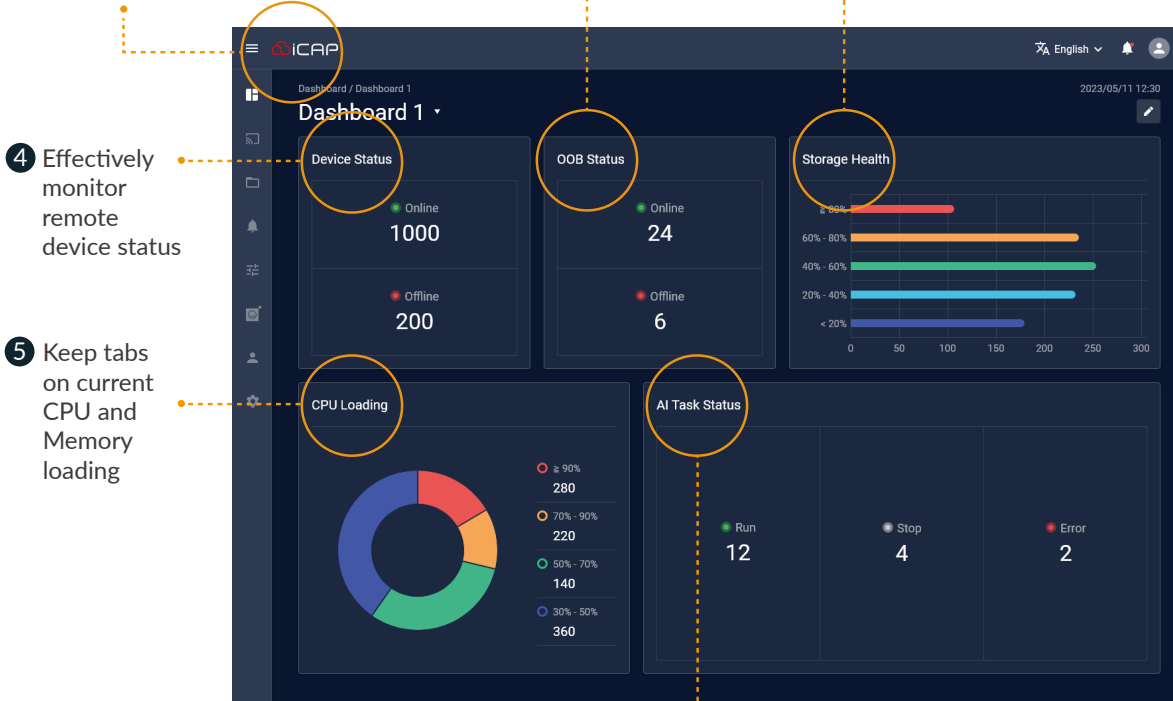 iCAP
English
Dashboard / Dashboard 1
2023/05/11 12:30
Dashboard 1
4 Effectively
monitor
remote
device status
5 Keep tabs
on current
CPU and
Memory
loading
Device Status
Online
1000
Offline
200
OOB Status
Online
24
Offline
6
Storage Health
≧ 80%
60% - 80%
40% - 60%
20% - 40%
< 20%
0 50 100 150 200 250 300
CPU Loading
≧ 90%
280
70% - 90%
220
50% - 70%
140
30% - 50%
360
AI Task Status
Run
12
Stop
4
Error
2